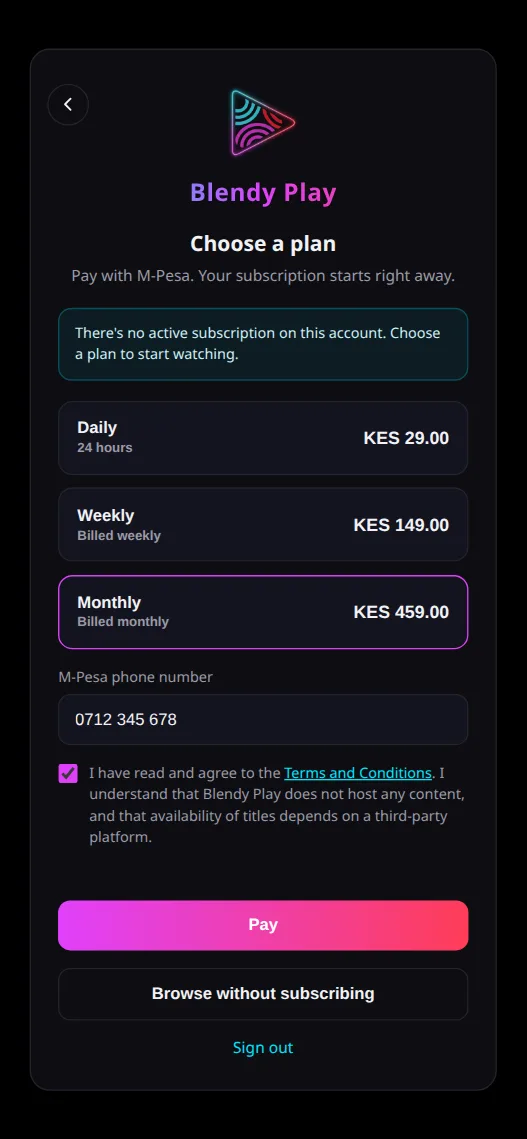 Blendy Play
Choose a plan
Pay with M-Pesa. Your subscription starts right away.
There's no active subscription on this account. Choose
a plan to start watching.
Daily
24 hours
KES 29.00
Weekly
Billed weekly
KES 149.00
Monthly
Billed monthly
KES 459.00
M-Pesa phone number
0712 345 678
I have read and agree to the Terms and Conditions. I
understand that Blendy Play does not host any content,
and that availability of titles depends on a third-party
platform.
Pay
Browse without subscribing
Sign out